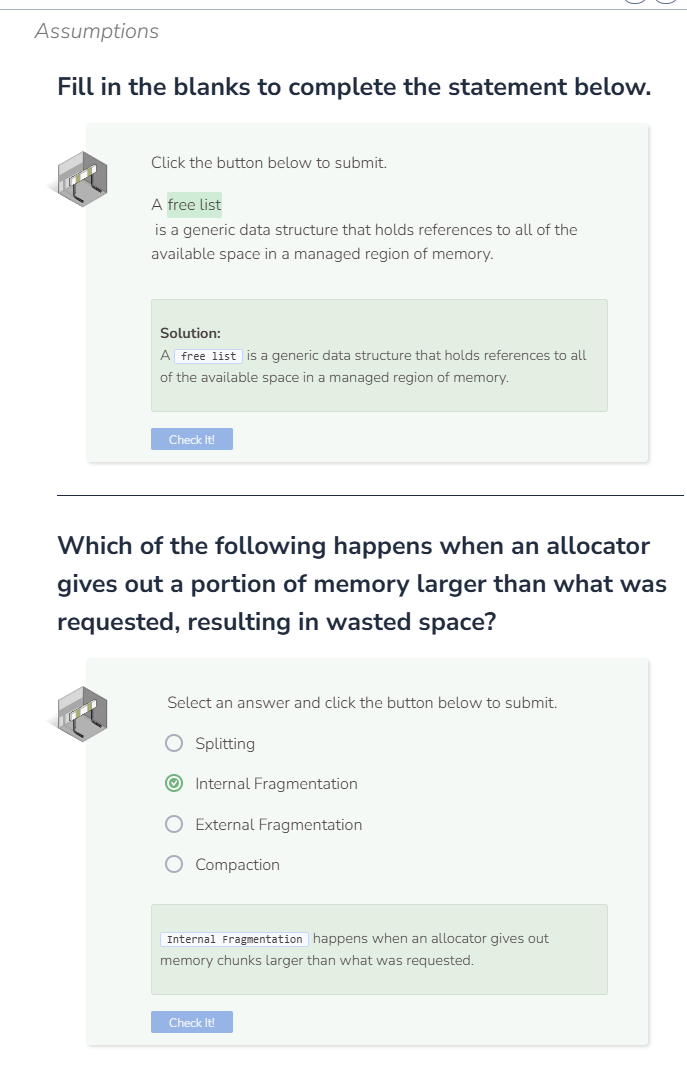 Assumptions
Fill in the blanks to complete the statement below.
Click the button below to submit.
A free list
is a generic data structure that holds references to all of the
available space in a managed region of memory.
Solution:
A free list is a generic data structure that holds references to all
of the available space in a managed region of memory.
Check It!
Which of the following happens when an allocator
gives out a portion of memory larger than what was
requested, resulting in wasted space?
Select an answer and click the button below to submit.
Splitting
Internal Fragmentation
External Fragmentation
Compaction
Internal Fragmentation happens when an allocator gives out
memory chunks larger than what was requested.
Check It!